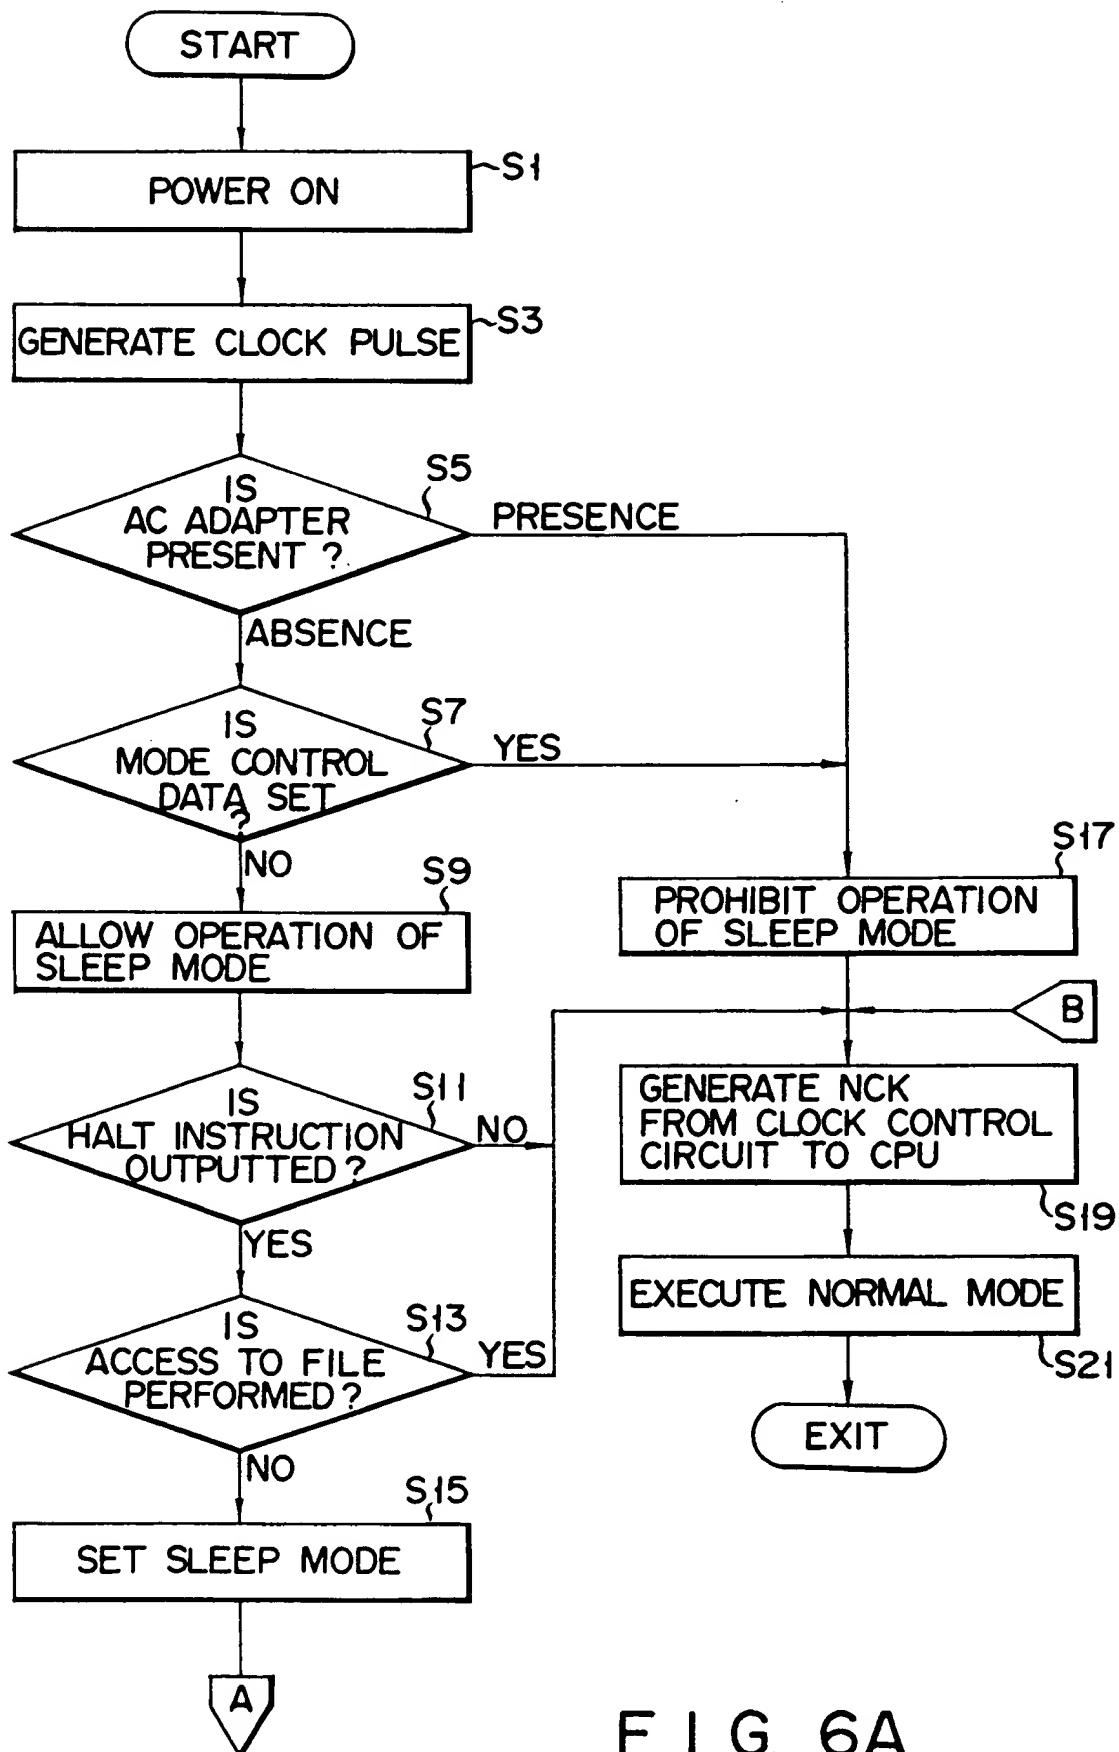 START
POWER ON
S1
GENERATE CLOCK PULSE
S3
IS
AC ADAPTER
PRESENT ?
S5
PRESENCE
ABSENCE
IS
MODE CONTROL
DATA SET
?
S7
YES
NO
S9
ALLOW OPERATION OF
SLEEP MODE
IS
HALT INSTRUCTION
OUTPUTTED ?
S11
NO
YES
IS
ACCESS TO FILE
PERFORMED ?
S13
YES
NO
S15
SET SLEEP MODE
A
S17
PROHIBIT OPERATION
OF SLEEP MODE
B
GENERATE NCK
FROM CLOCK CONTROL
CIRCUIT TO CPU
S19
EXECUTE NORMAL MODE
S21
EXIT
FIG. 6A